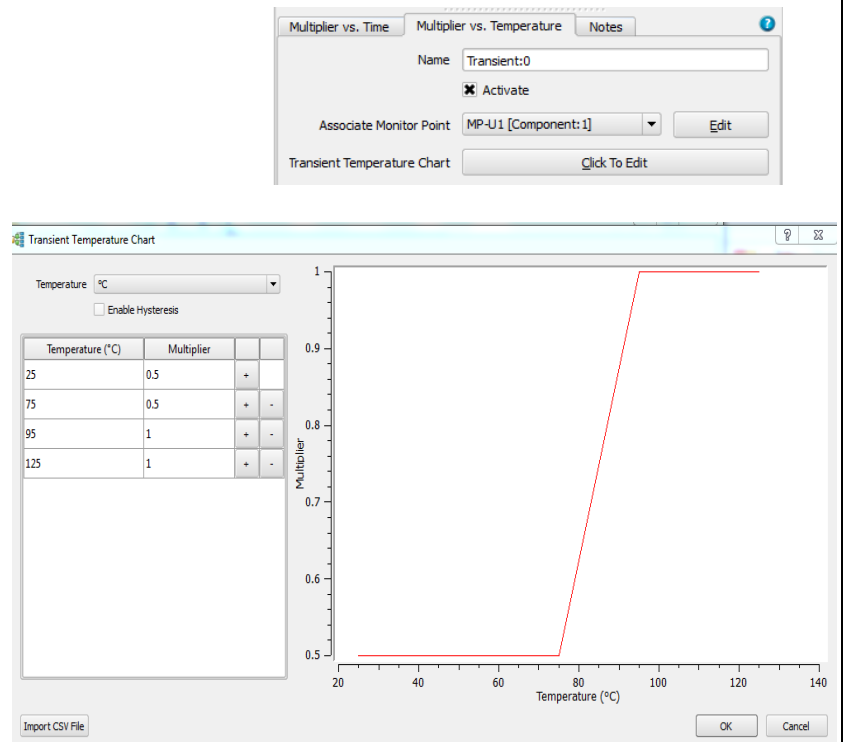 Multiplier vs. Time Multiplier vs. Temperature Notes ?
Name Transient:0
Activate
Associate Monitor Point MP-U1 [Component:1] Edit
Transient Temperature Chart Click To Edit
Transient Temperature Chart ?
Temperature °C
Enable Hysteresis
Temperature (°C) Multiplier
25 0.5 +
75 0.5 + -
95 1 + -
125 1 + -
1
0.9
0.8
0.7
0.6
0.5
Multiplier
20 40 60 80 100 120 140
Temperature (°C)
Import CSV File OK Cancel